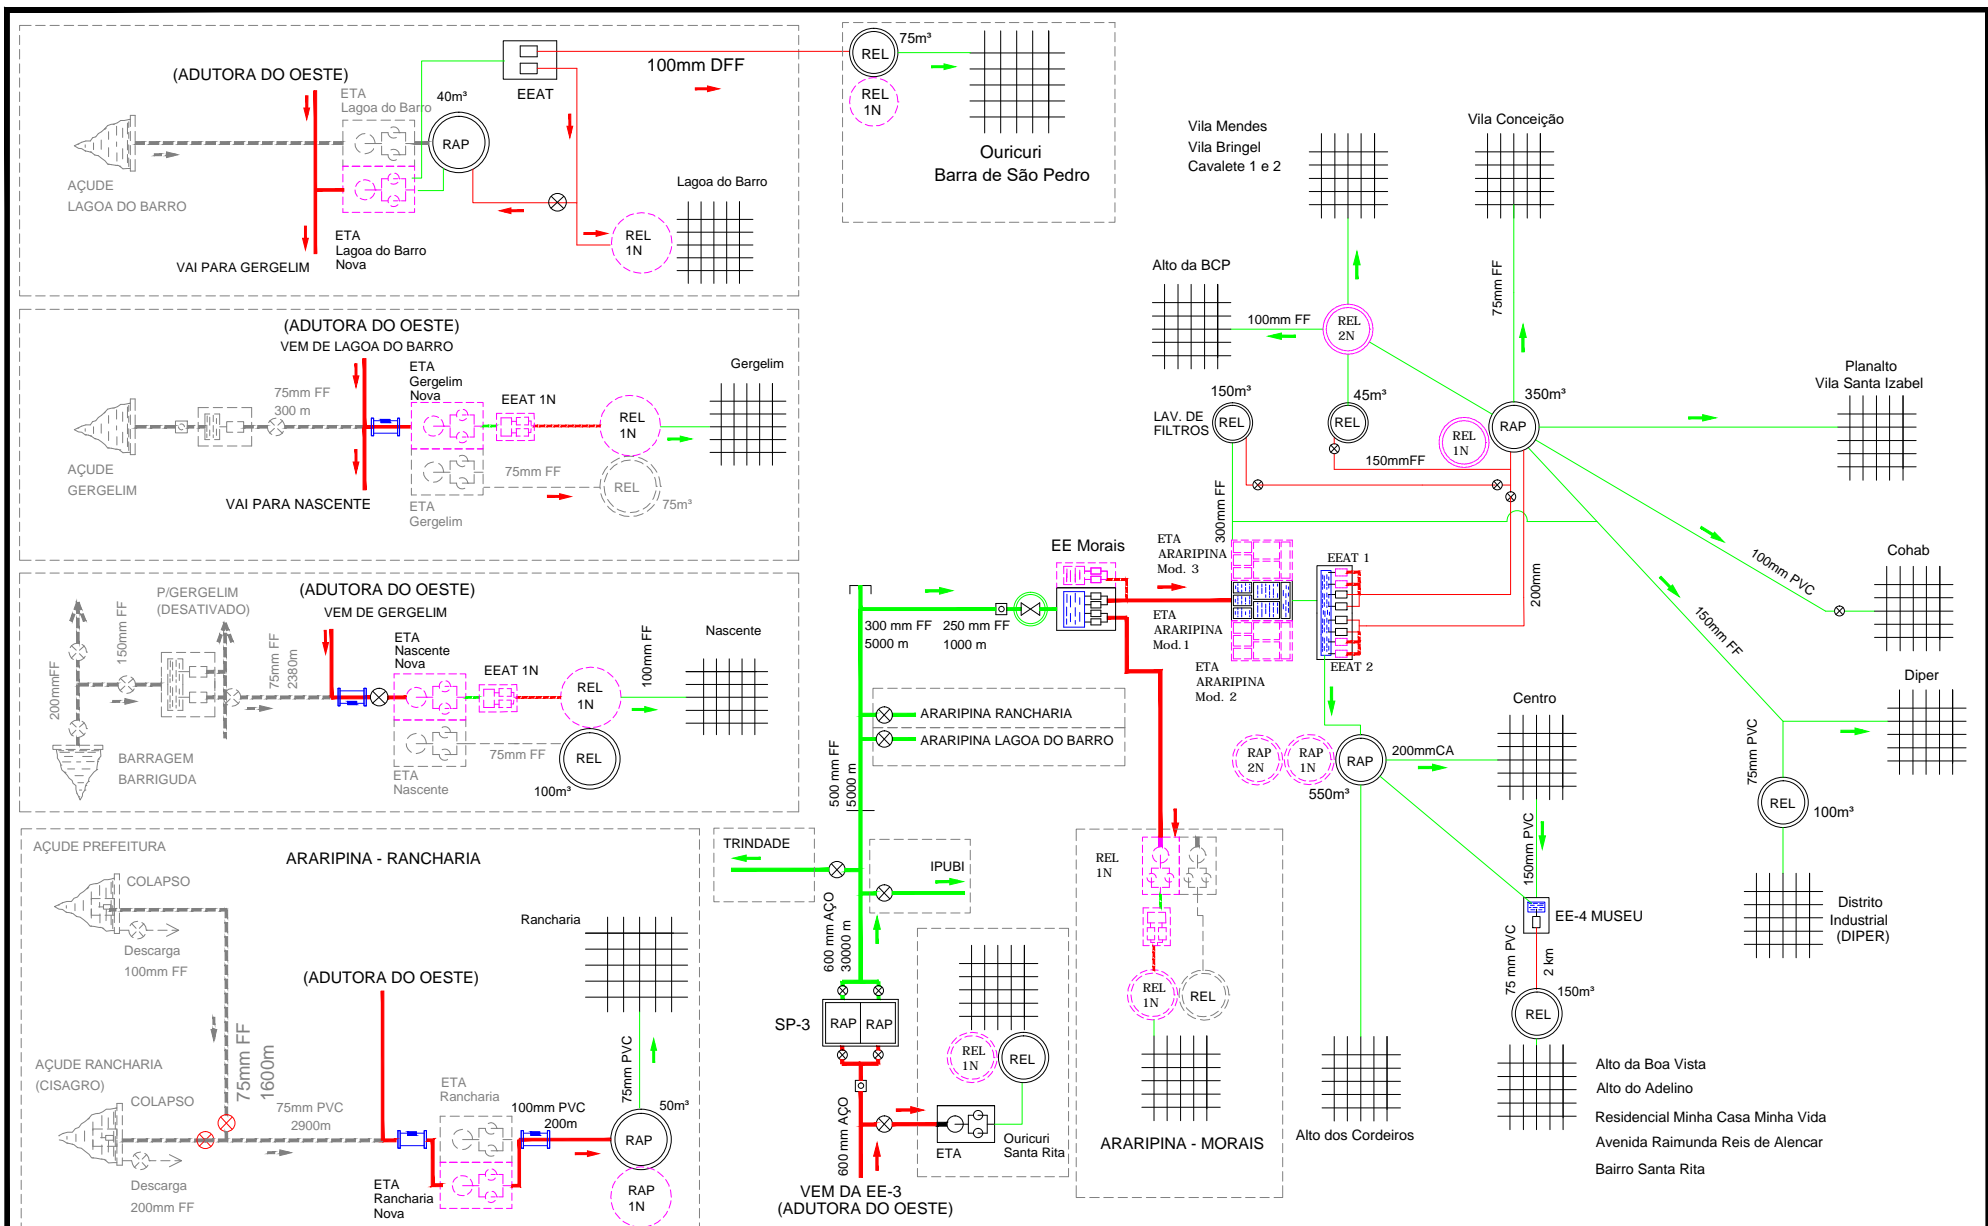 (ADUTORA DO OESTE)
ETA
Lagoa do Barro
40m³
RAP
EEAT
100mm DFF
AÇUDE
LAGOA DO BARRO
VAI PARA GERGELIM
ETA
Lagoa do Barro
Nova
REL
1N
Lagoa do Barro
REL
75m³
REL
1N
Ouricuri
Barra de São Pedro
(ADUTORA DO OESTE)
VEM DE LAGOA DO BARRO
75mm FF
300 m
AÇUDE
GERGELIM
VAI PARA NASCENTE
ETA
Gergelim
Nova
EEAT 1N
REL
1N
Gergelim
75mm FF
REL
75m³
ETA
Gergelim
P/GERGELIM
(DESATIVADO)
(ADUTORA DO OESTE)
VEM DE GERGELIM
200mmFF
150mm FF
75mm FF
2380m
BARRAGEM
BARRIGUDA
ETA
Nascente
Nova
EEAT 1N
REL
1N
100mm FF
Nascente
75mm FF
REL
100m³
ETA
Nascente
AÇUDE PREFEITURA
ARARIPINA - RANCHARIA
COLAPSO
Descarga
100mm FF
(ADUTORA DO OESTE)
75mm FF
1600m
AÇUDE RANCHARIA
(CISAGRO)
COLAPSO
75mm PVC
2900m
Descarga
200mm FF
ETA
Rancharia
ETA
Rancharia
Nova
100mm PVC
200m
Rancharia
75mm PVC
50m³
RAP
RAP
1N
TRINDADE
IPUBI
500 mm FF
5000 m
600 mm AÇO
30000 m
SP-3
RAP
RAP
600 mm AÇO
VEM DA EE-3
(ADUTORA DO OESTE)
REL
1N
REL
ETA
Ouricuri
Santa Rita
300 mm FF
5000 m
250 mm FF
1000 m
ARARIPINA RANCHARIA
ARARIPINA LAGOA DO BARRO
EE Morais
REL
1N
REL
1N
REL
ARARIPINA - MORAIS
ETA
ARARIPINA
Mod. 3
ETA
ARARIPINA
Mod.1
ETA
ARARIPINA
Mod. 2
EEAT 1
EEAT 2
Vila Mendes
Vila Bringel
Cavalete 1 e 2
Vila Conceição
Alto da BCP
100mm FF
REL
2N
75mm FF
150m³
LAV. DE
FILTROS
REL
45m³
REL
350m³
RAP
REL
1N
150mmFF
300mm FF
200mm
Planalto
Vila Santa Izabel
100mm PVC
Cohab
150mm FF
Diper
75mm PVC
REL
100m³
Distrito
Industrial
(DIPER)
RAP
2N
RAP
1N
RAP
550m³
200mmCA
Centro
150mm PVC
EE-4 MUSEU
75 mm PVC
2 km
150m³
REL
Alto dos Cordeiros
Alto da Boa Vista
Alto do Adelino
Residencial Minha Casa Minha Vida
Avenida Raimunda Reis de Alencar
Bairro Santa Rita